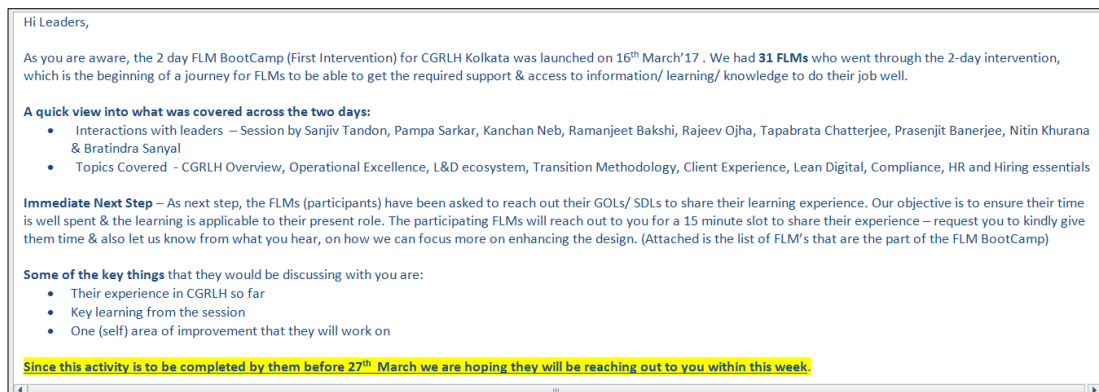 Hi Leaders,
As you are aware, the 2 day FLM BootCamp (First Intervention) for CGRLH Kolkata was launched on 16th March'17 . We had 31 FLMs who went through the 2-day intervention,
which is the beginning of a journey for FLMs to be able to get the required support & access to information/ learning/ knowledge to do their job well.
A quick view into what was covered across the two days:
• Interactions with leaders – Session by Sanjiv Tandon, Pampa Sarkar, Kanchan Neb, Ramanjeet Bakshi, Rajeev Ojha, Tapabrata Chatterjee, Prasenjit Banerjee, Nitin Khurana
& Bratindra Sanyal
• Topics Covered - CGRLH Overview, Operational Excellence, L&D ecosystem, Transition Methodology, Client Experience, Lean Digital, Compliance, HR and Hiring essentials
Immediate Next Step – As next step, the FLMs (participants) have been asked to reach out their GOLs/ SDLs to share their learning experience. Our objective is to ensure their time
is well spent & the learning is applicable to their present role. The participating FLMs will reach out to you for a 15 minute slot to share their experience – request you to kindly give
them time & also let us know from what you hear, on how we can focus more on enhancing the design. (Attached is the list of FLM's that are the part of the FLM BootCamp)
Some of the key things that they would be discussing with you are:
• Their experience in CGRLH so far
• Key learning from the session
• One (self) area of improvement that they will work on
Since this activity is to be completed by them before 27th March we are hoping they will be reaching out to you within this week.